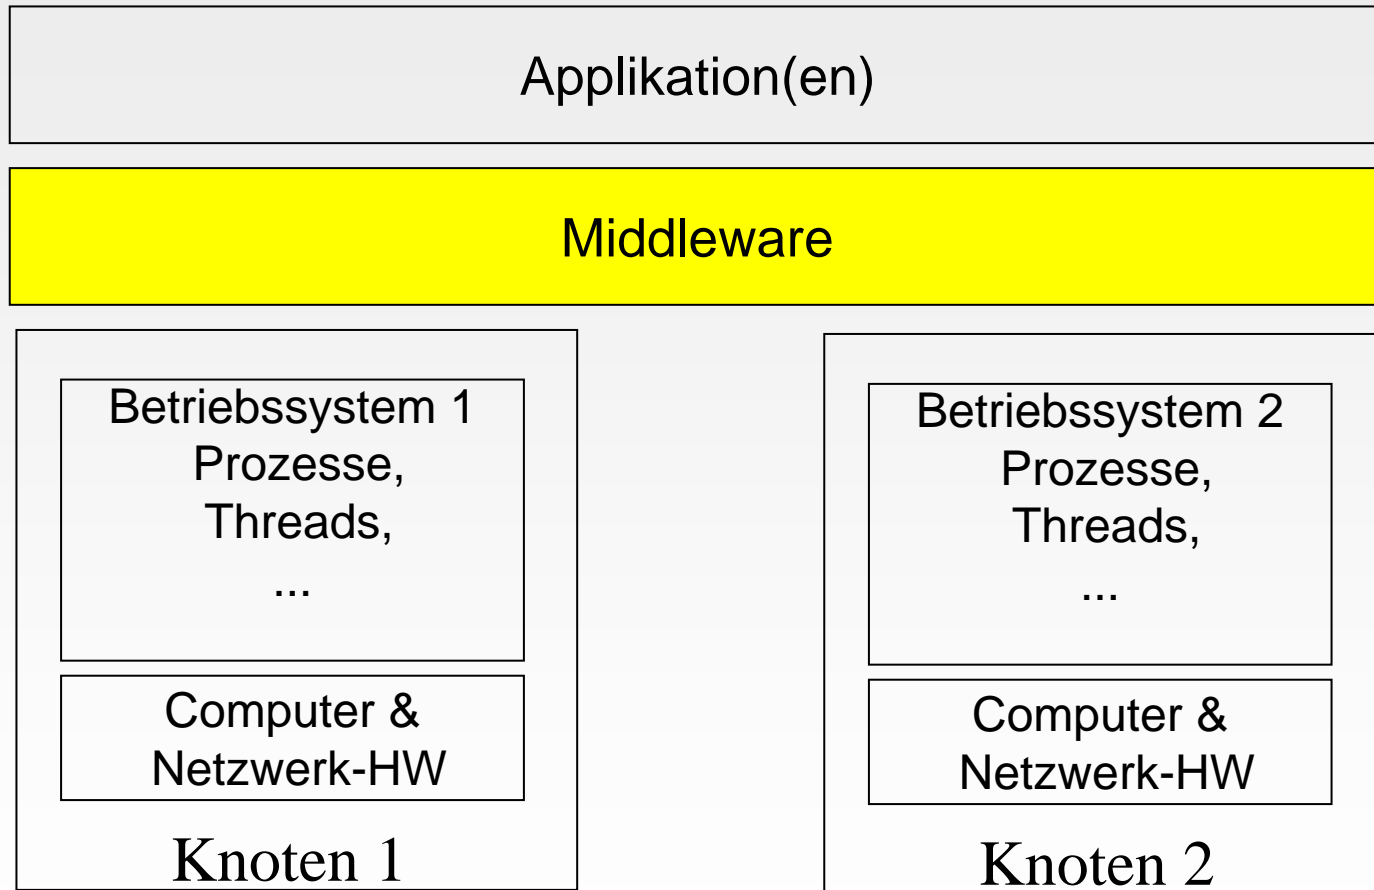 Applikation(en)
Middleware
Betriebssystem 1
Prozesse,
Threads,
...
Computer &
Netzwerk-HW
Knoten 1
Betriebssystem 2
Prozesse,
Threads,
...
Computer &
Netzwerk-HW
Knoten 2